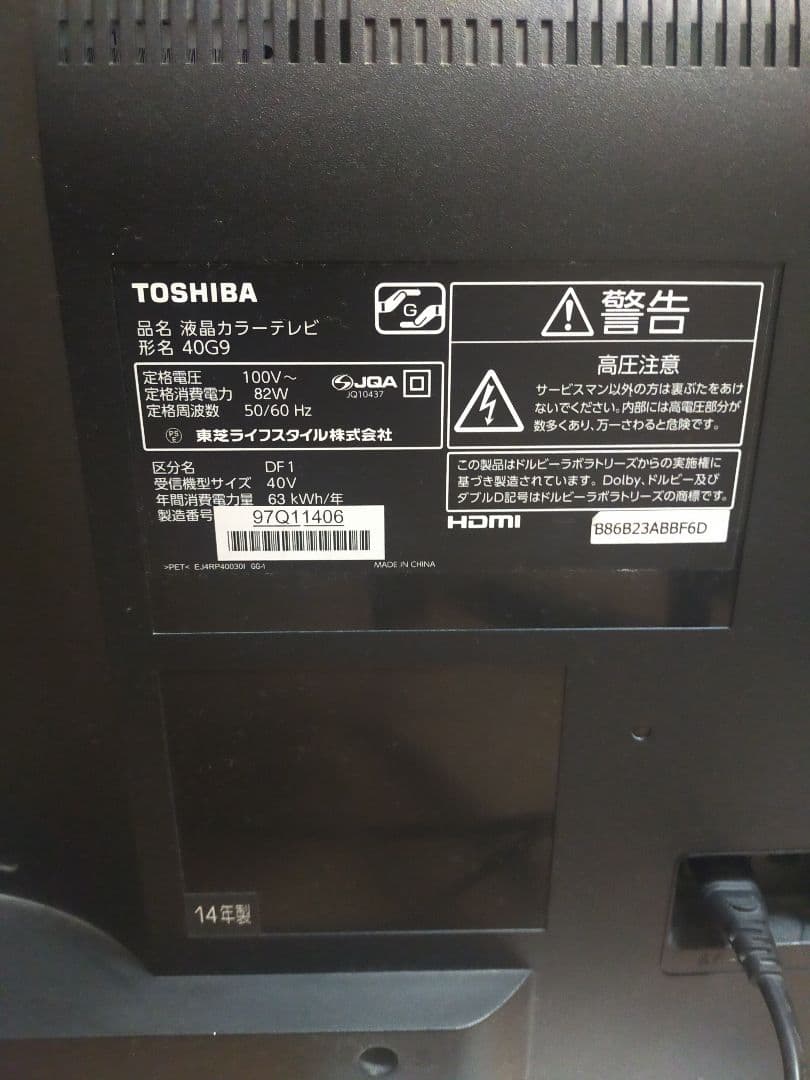 TOSHIBA
品名 液晶カラーテレビ
形名 40G9
G
定格電圧 100V～
定格消費電力 82W
定格周波数 50/60 Hz
JQA
JQ10437
PS
E
東芝ライフスタイル株式会社
区分名 DF1
受信機型サイズ 40V
年間消費電力量 63 kWh/年
製造番号 97Q11406
>PET< EJ4RP40030I GG-1
MADE IN CHINA
警告
高圧注意
サービスマン以外の方は裏ぶたをあけ
ないでください。内部には高電圧部分が
数多くあり、万一さわると危険です。
この製品はドルビーラボラトリーズからの実施権に
基づき製造されています。Dolby、ドルビー及び
ダブルD記号はドルビーラボラトリーズの商標です。
HDMI
B86B23ABBF6D
14年製